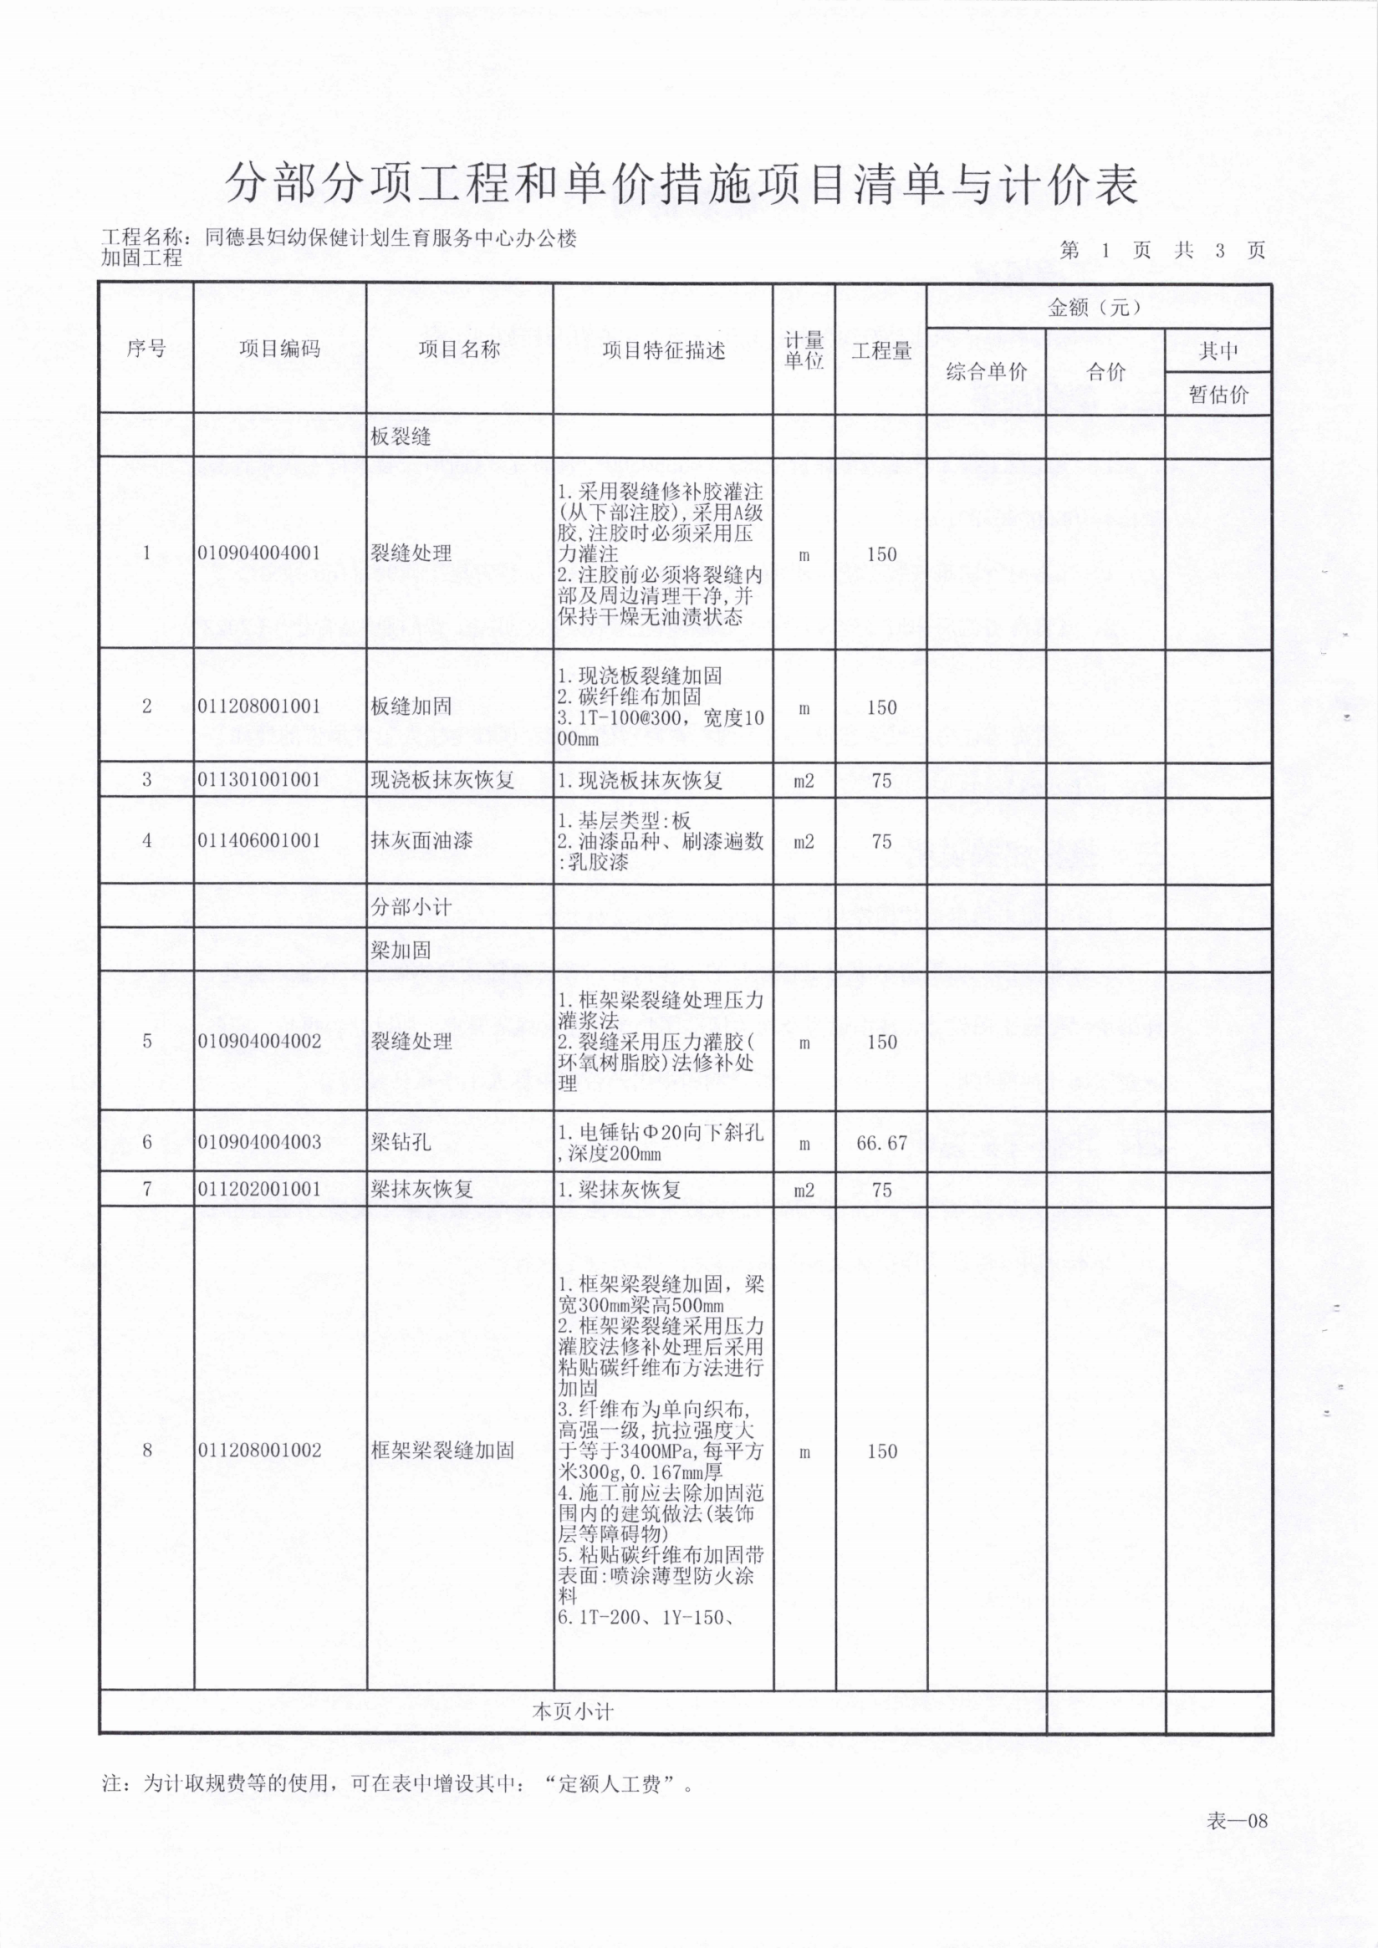 分部分项工程和单价措施项目清单与计价表
工程名称：同德县妇幼保健计划生育服务中心办公楼
加固工程
第 1 页 共 3 页
序号 项目编码 项目名称 项目特征描述 计量单位 工程量 金额（元）
综合单价 合价 其中
暂估价
板裂缝
1 010904004001 裂缝处理 m 150
1.采用裂缝修补胶灌注
(从下部注胶),采用A级
胶,注胶时必须采用压
力灌注
2.注胶前必须将裂缝内
部及周边清理干净,并
保持干燥无油渍状态
2 011208001001 板缝加固 m 150
1.现浇板裂缝加固
2.碳纤维布加固
3.1T-100@300，宽度10
00mm
3 011301001001 现浇板抹灰恢复 1.现浇板抹灰恢复 m2 75
4 011406001001 抹灰面油漆 m2 75
1.基层类型:板
2.油漆品种、刷漆遍数
:乳胶漆
分部小计
梁加固
5 010904004002 裂缝处理 m 150
1.框架梁裂缝处理压力
灌浆法
2.裂缝采用压力灌胶(
环氧树脂胶)法修补处
理
6 010904004003 梁钻孔 m 66.67
1.电锤钻Φ20向下斜孔
,深度200mm
7 011202001001 梁抹灰恢复 1.梁抹灰恢复 m2 75
8 011208001002 框架梁裂缝加固 m 150
1.框架梁裂缝加固，梁
宽300mm梁高500mm
2.框架梁裂缝采用压力
灌胶法修补处理后采用
粘贴碳纤维布方法进行
加固
3.纤维布为单向织布,
高强一级,抗拉强度大
于等于3400MPa,每平方
米300g,0.167mm厚
4.施工前应去除加固范
围内的建筑做法(装饰
层等障碍物)
5.粘贴碳纤维布加固带
表面:喷涂薄型防火涂
料
6.1T-200、1Y-150、
本页小计
注：为计取规费等的使用，可在表中增设其中：“定额人工费”。
表—08